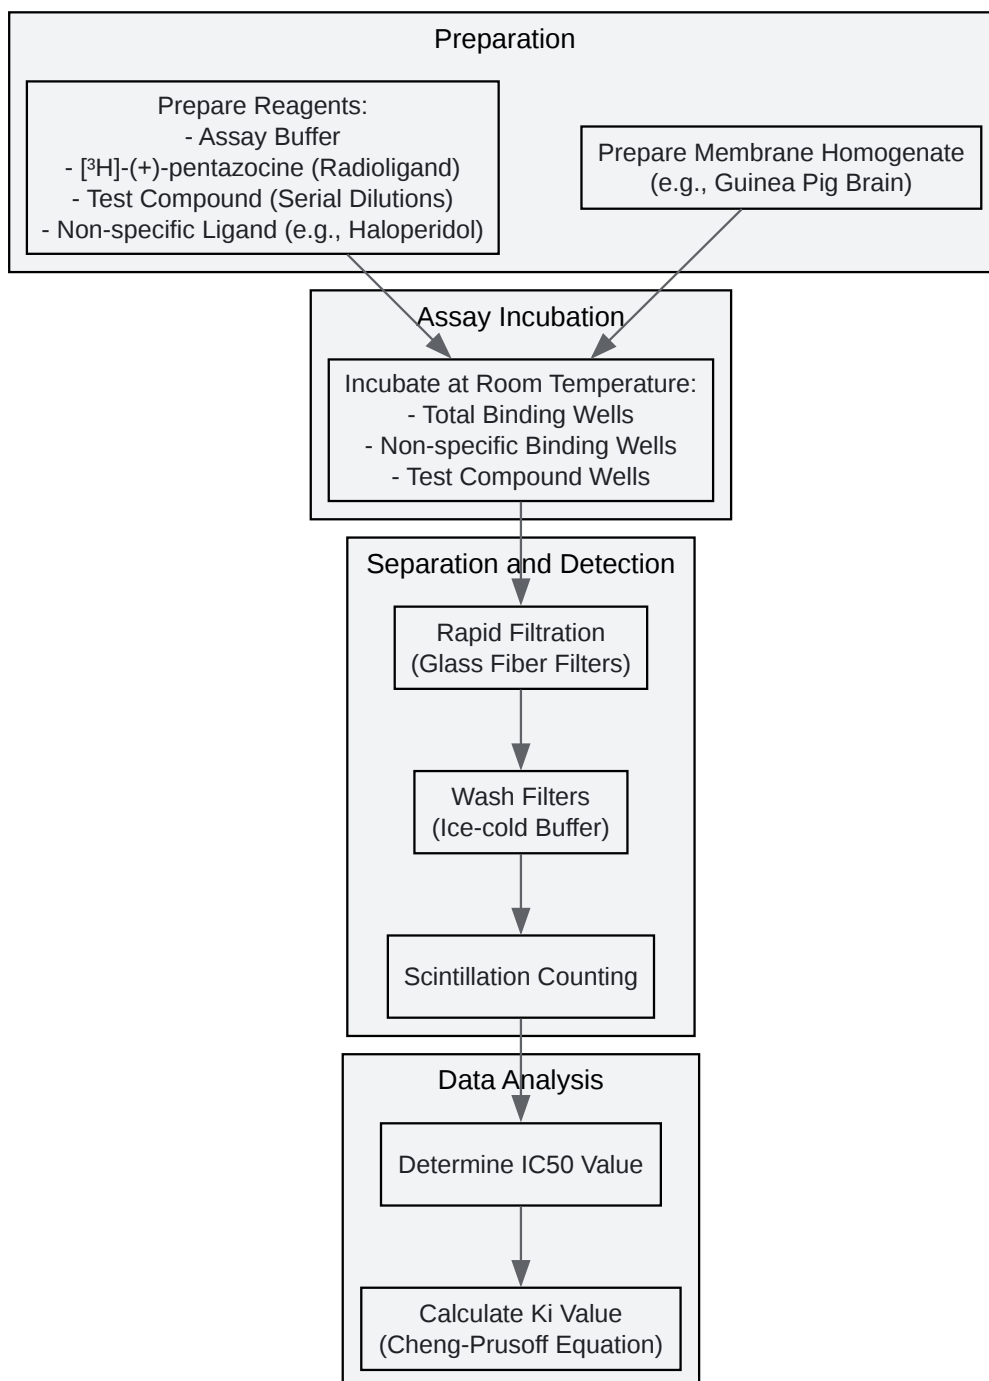 Preparation
Prepare Reagents:
- Assay Buffer
- [³H]-(+)-pentazocine (Radioligand)
- Test Compound (Serial Dilutions)
- Non-specific Ligand (e.g., Haloperidol)
Prepare Membrane Homogenate
(e.g., Guinea Pig Brain)
Assay Incubation
Incubate at Room Temperature:
- Total Binding Wells
- Non-specific Binding Wells
- Test Compound Wells
Separation and Detection
Rapid Filtration
(Glass Fiber Filters)
Wash Filters
(Ice-cold Buffer)
Scintillation Counting
Data Analysis
Determine IC50 Value
Calculate Ki Value
(Cheng-Prusoff Equation)